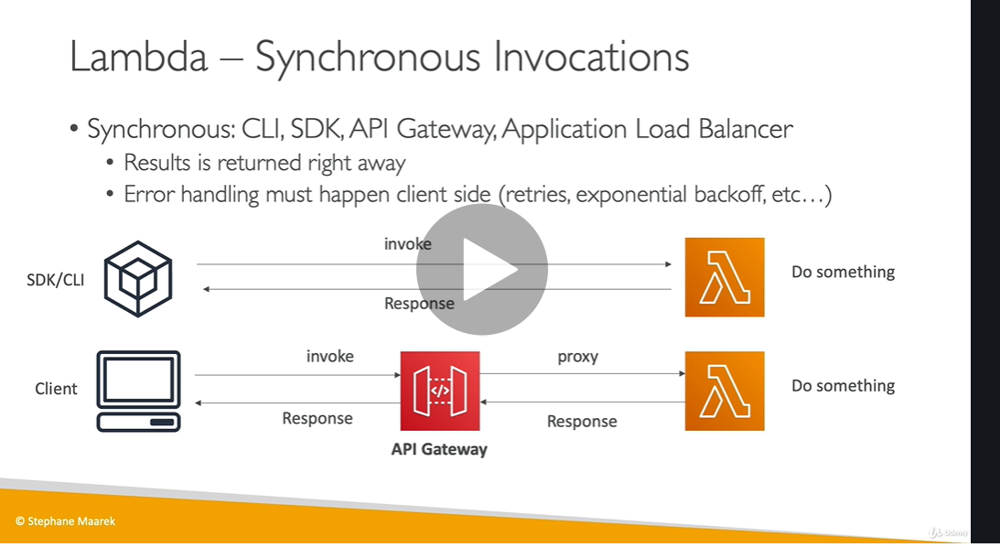 Lambda – Synchronous Invocations
• Synchronous: CLI, SDK, API Gateway, Application Load Balancer
• Results is returned right away
• Error handling must happen client side (retries, exponential backoff, etc…)
invoke
SDK/CLI
Do something
Response
invoke
proxy
Client
</>
Do something
Response
Response
API Gateway
© Stephane Maarek
Udemy